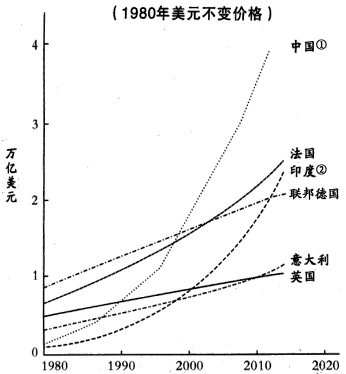 （1980年美元不变价格）
4
3
2
1
0
万亿美元
中国①
法国
印度②
联邦德国
意大利
英国
1980
1990
2000
2010
2020